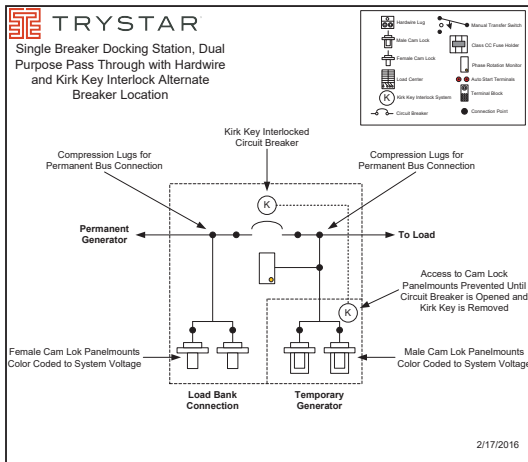 TRYSTAR
Single Breaker Docking Station, Dual
Purpose Pass Through with Hardwire
and Kirk Key Interlock Alternate
Breaker Location
Hardwire Lug
Male Cam Lock
Female Cam Lock
Load Center
K
Kirk Key Interlock System
Circuit Breaker
Manual Transfer Switch
Class CC Fuse Holder
Phase Rotation Monitor
Auto Start Terminals
Terminal Block
Connection Point
Kirk Key Interlocked
Circuit Breaker
Compression Lugs for
Permanent Bus Connection
Compression Lugs for
Permanent Bus Connection
K
Permanent
Generator
To Load
Access to Cam Lock
Panelmounts Prevented Until
Circuit Breaker is Opened and
Kirk Key is Removed
K
Female Cam Lok Panelmounts
Color Coded to System Voltage
Male Cam Lok Panelmounts
Color Coded to System Voltage
Load Bank
Connection
Temporary
Generator
2/17/2016